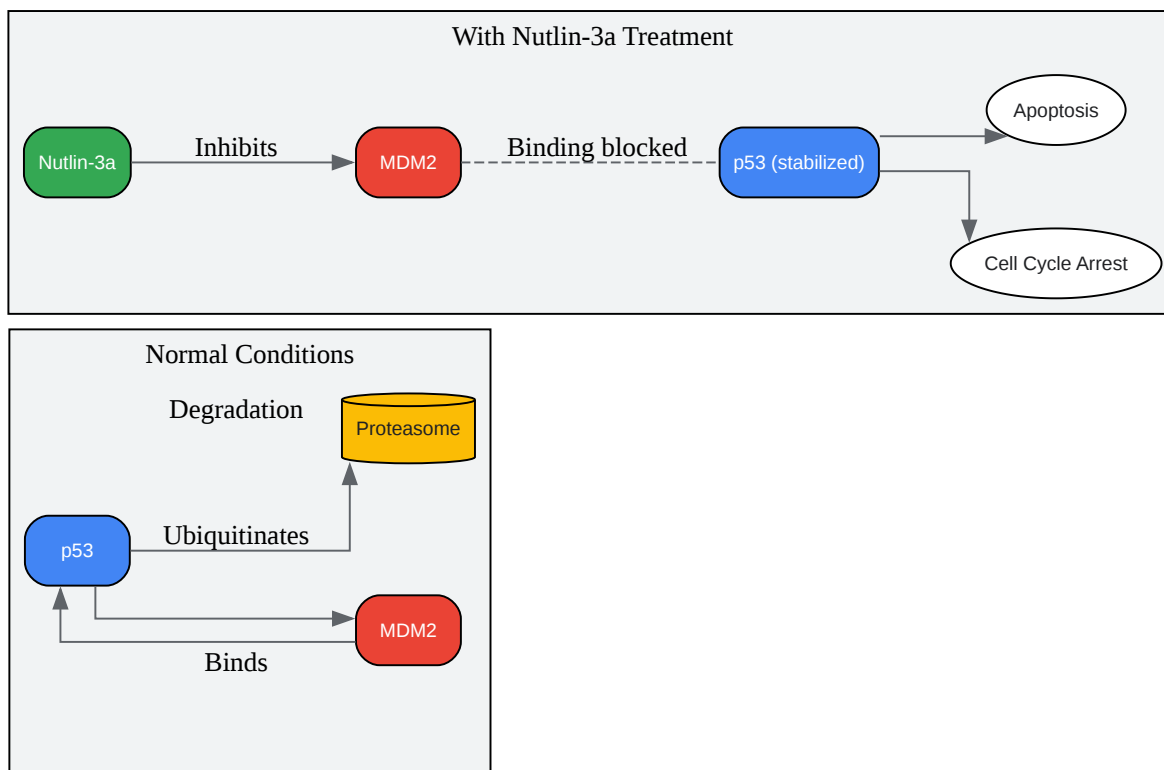 With Nutlin-3a Treatment
Apoptosis
Nutlin-3a
Inhibits
MDM2
Binding blocked
p53 (stabilized)
Cell Cycle Arrest
Normal Conditions
Degradation
Proteasome
Ubiquitinates
p53
MDM2
Binds